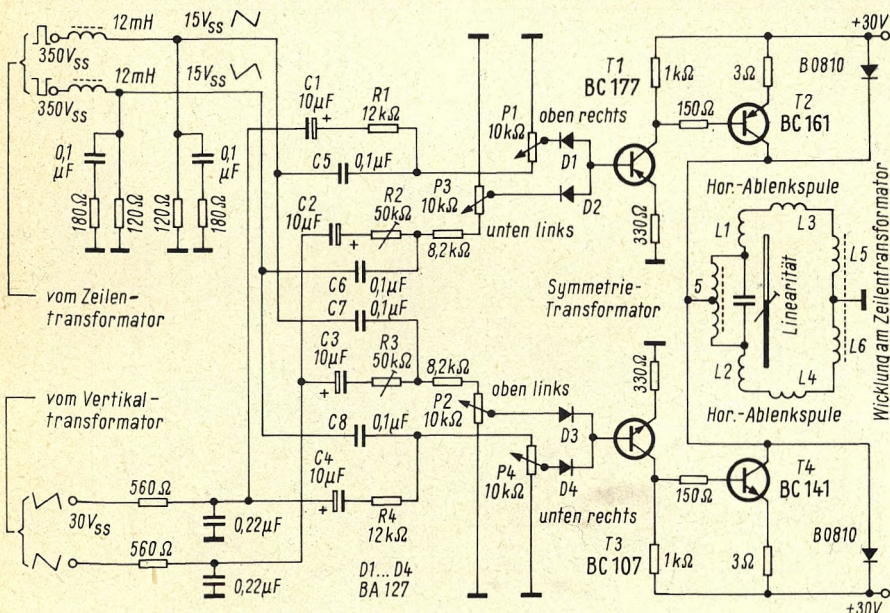 12mH
15Vss
350Vss
12mH
15Vss
350Vss
0,1 µF
180Ω
120Ω
120Ω
0,1 µF
180Ω
vom Zeilen-
transformator
vom Vertikal-
transformator
30Vss
560Ω
0,22µF
560Ω
0,22µF
C1
10µF
+
R1
12kΩ
C5
0,1µF
C2
10µF
+
R2
50kΩ
8,2kΩ
C6
0,1µF
C7
0,1µF
C3
10µF
+
R3
50kΩ
8,2kΩ
C8
0,1µF
C4
10µF
+
R4
12kΩ
D1...D4
BA 127
P1
10kΩ
oben rechts
D1
P3
10kΩ
D2
unten links
oben links
P2
10kΩ
D3
P4
10kΩ
D4
unten rechts
T1
BC 177
1kΩ
150Ω
3Ω
T2
BC 161
B0810
+30V
330Ω
Symmetrie-
Transformator
Hor.-Ablenkspule
L1
L3
5
Linearität
L5
L6
L2
L4
Hor.-Ablenkspule
Wicklung am Zeilentransformator
330Ω
150Ω
T4
BC 141
T3
BC 107
1kΩ
3Ω
B0810
+30V